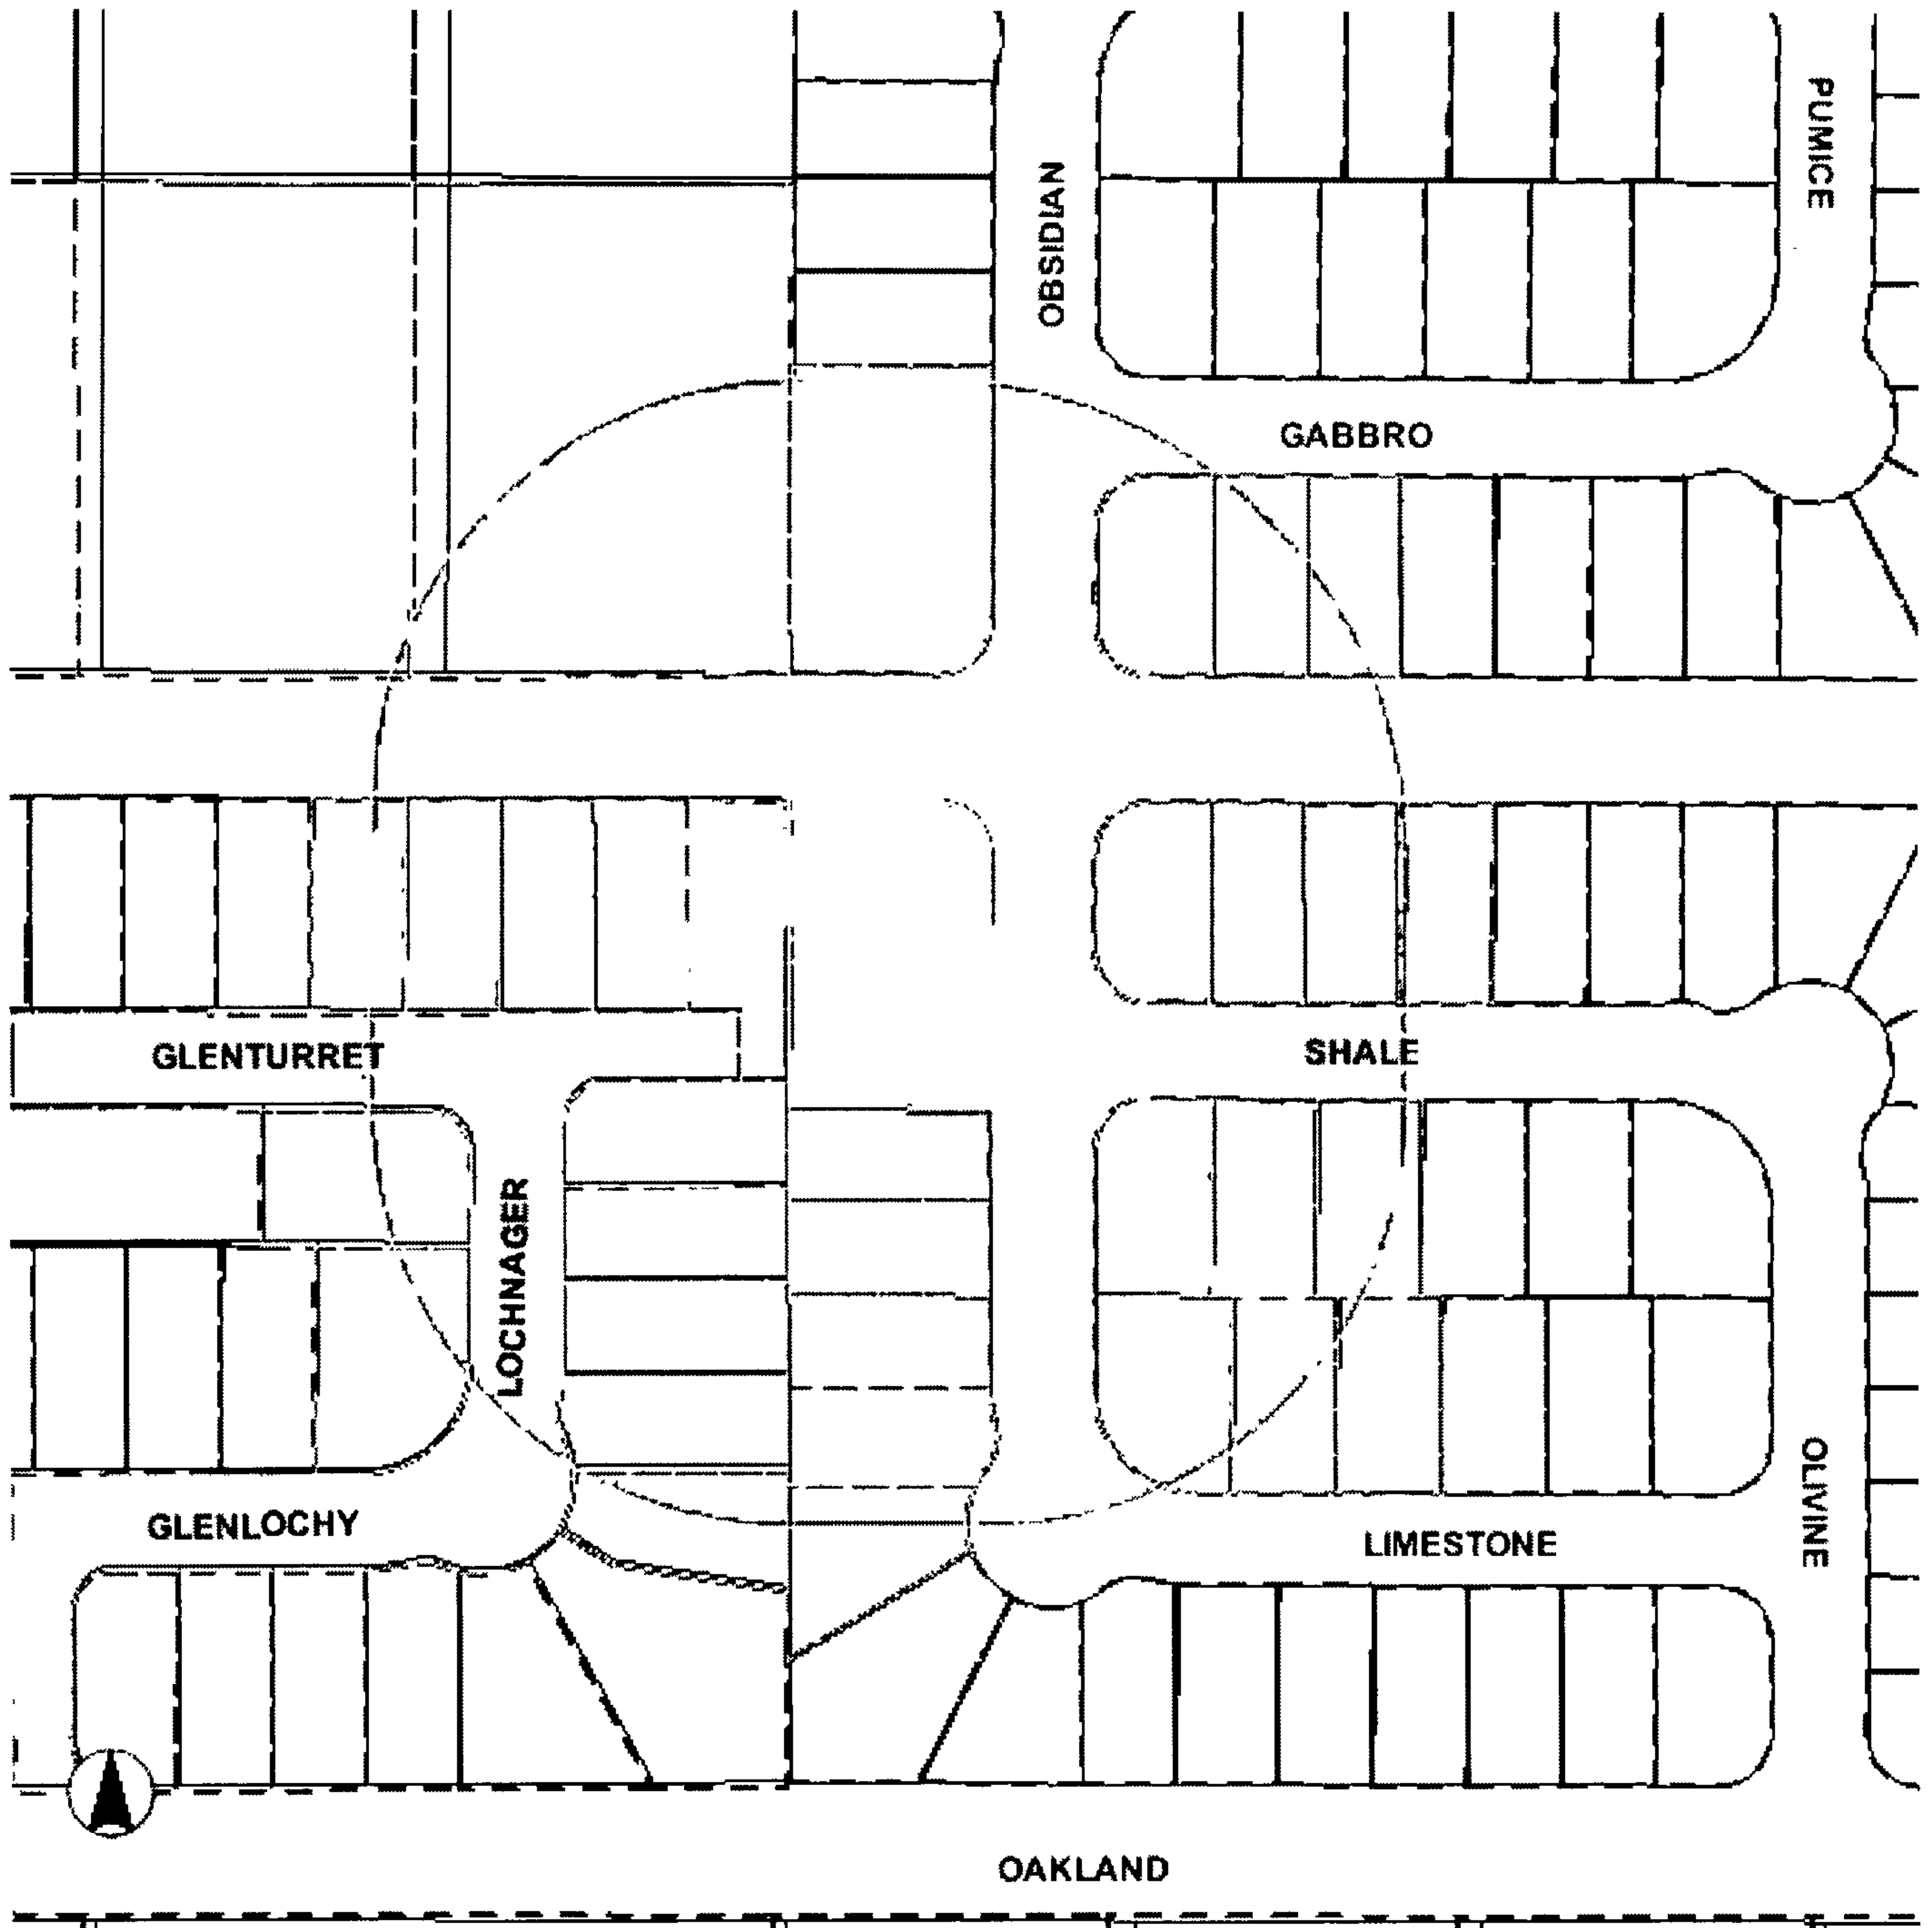 PUMICE
OBSIDIAN
GABBRO
GLENTURRET
SHALE
LOCHNAGER
GLENLOCHY
LIMESTONE
OLIVINE
OAKLAND